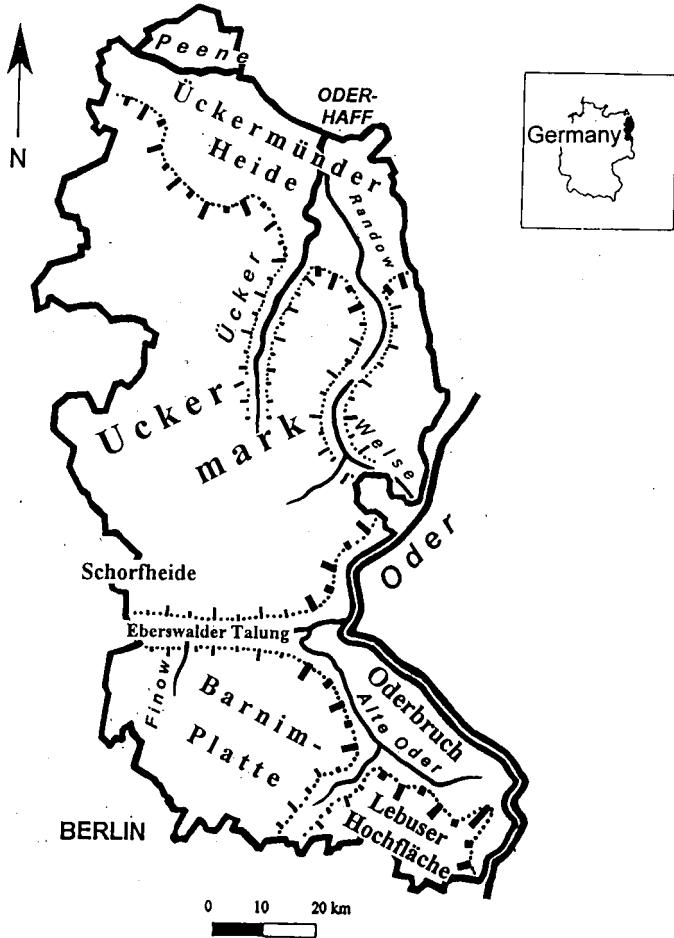 Peene
N
ODER-
HAFF
Germany
Ückermünder
Heide
Randow
Ücker
Ucker-
mark
Welse
Oder
Schorfheide
Eberswalder Talung
Finow
Barnim-
Platte
Oderbruch
Alte Oder
BERLIN
Lebuser
Hochfläche
0 10 20 km